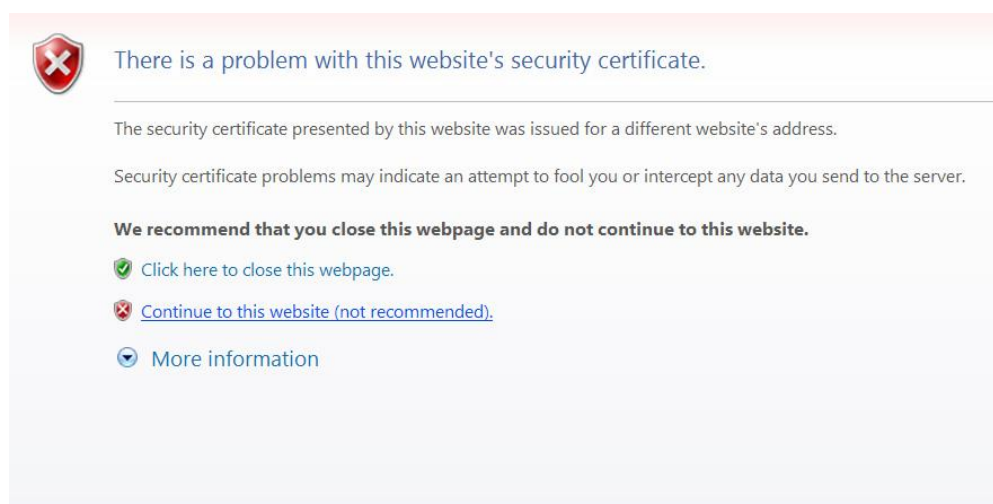 There is a problem with this website's security certificate.
The security certificate presented by this website was issued for a different website's address.
Security certificate problems may indicate an attempt to fool you or intercept any data you send to the server.
We recommend that you close this webpage and do not continue to this website.
Click here to close this webpage.
Continue to this website (not recommended).
More information